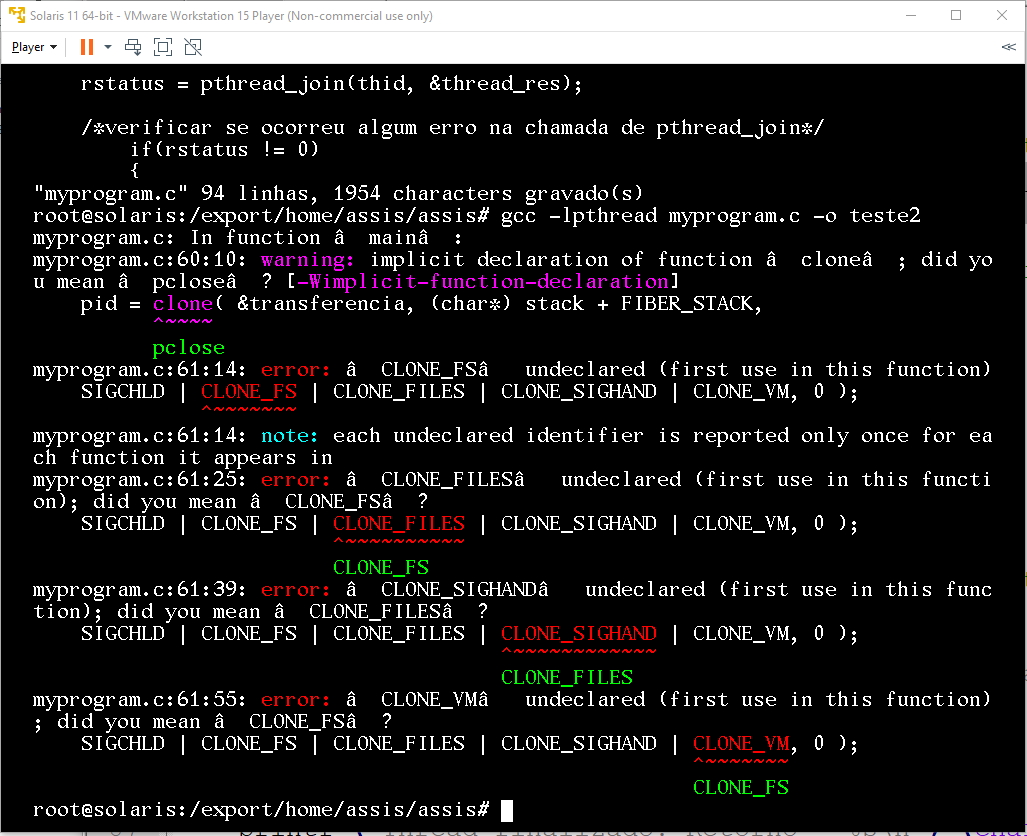 Solaris 11 64-bit - VMware Workstation 15 Player (Non-commercial use only)
Player
rstatus = pthread_join(thid, &thread_res);
/*verificar se ocorreu algum erro na chamada de pthread_join*/
if(rstatus != 0)
{
"myprogram.c" 94 linhas, 1954 characters gravado(s)
root@solaris:/export/home/assis/assis# gcc -lpthread myprogram.c -o teste2
myprogram.c: In function â  mainâ  :
myprogram.c:60:10: warning: implicit declaration of function â  cloneâ  ; did yo
u mean â  pcloseâ  ? [-Wimplicit-function-declaration]
pid = clone( &transferencia, (char*) stack + FIBER_STACK,
^~~~~
pclose
myprogram.c:61:14: error: â  CLONE_FSâ   undeclared (first use in this function)
SIGCHLD | CLONE_FS | CLONE_FILES | CLONE_SIGHAND | CLONE_VM, 0 );
^~~~~~~~
myprogram.c:61:14: note: each undeclared identifier is reported only once for ea
ch function it appears in
myprogram.c:61:25: error: â  CLONE_FILESâ   undeclared (first use in this functi
on); did you mean â  CLONE_FSâ  ?
SIGCHLD | CLONE_FS | CLONE_FILES | CLONE_SIGHAND | CLONE_VM, 0 );
^~~~~~~~~~~
CLONE_FS
myprogram.c:61:39: error: â  CLONE_SIGHANDâ   undeclared (first use in this func
tion); did you mean â  CLONE_FILESâ  ?
SIGCHLD | CLONE_FS | CLONE_FILES | CLONE_SIGHAND | CLONE_VM, 0 );
^~~~~~~~~~~~~
CLONE_FILES
myprogram.c:61:55: error: â  CLONE_VMâ   undeclared (first use in this function)
; did you mean â  CLONE_FSâ  ?
SIGCHLD | CLONE_FS | CLONE_FILES | CLONE_SIGHAND | CLONE_VM, 0 );
^~~~~~~~
CLONE_FS
root@solaris:/export/home/assis/assis#